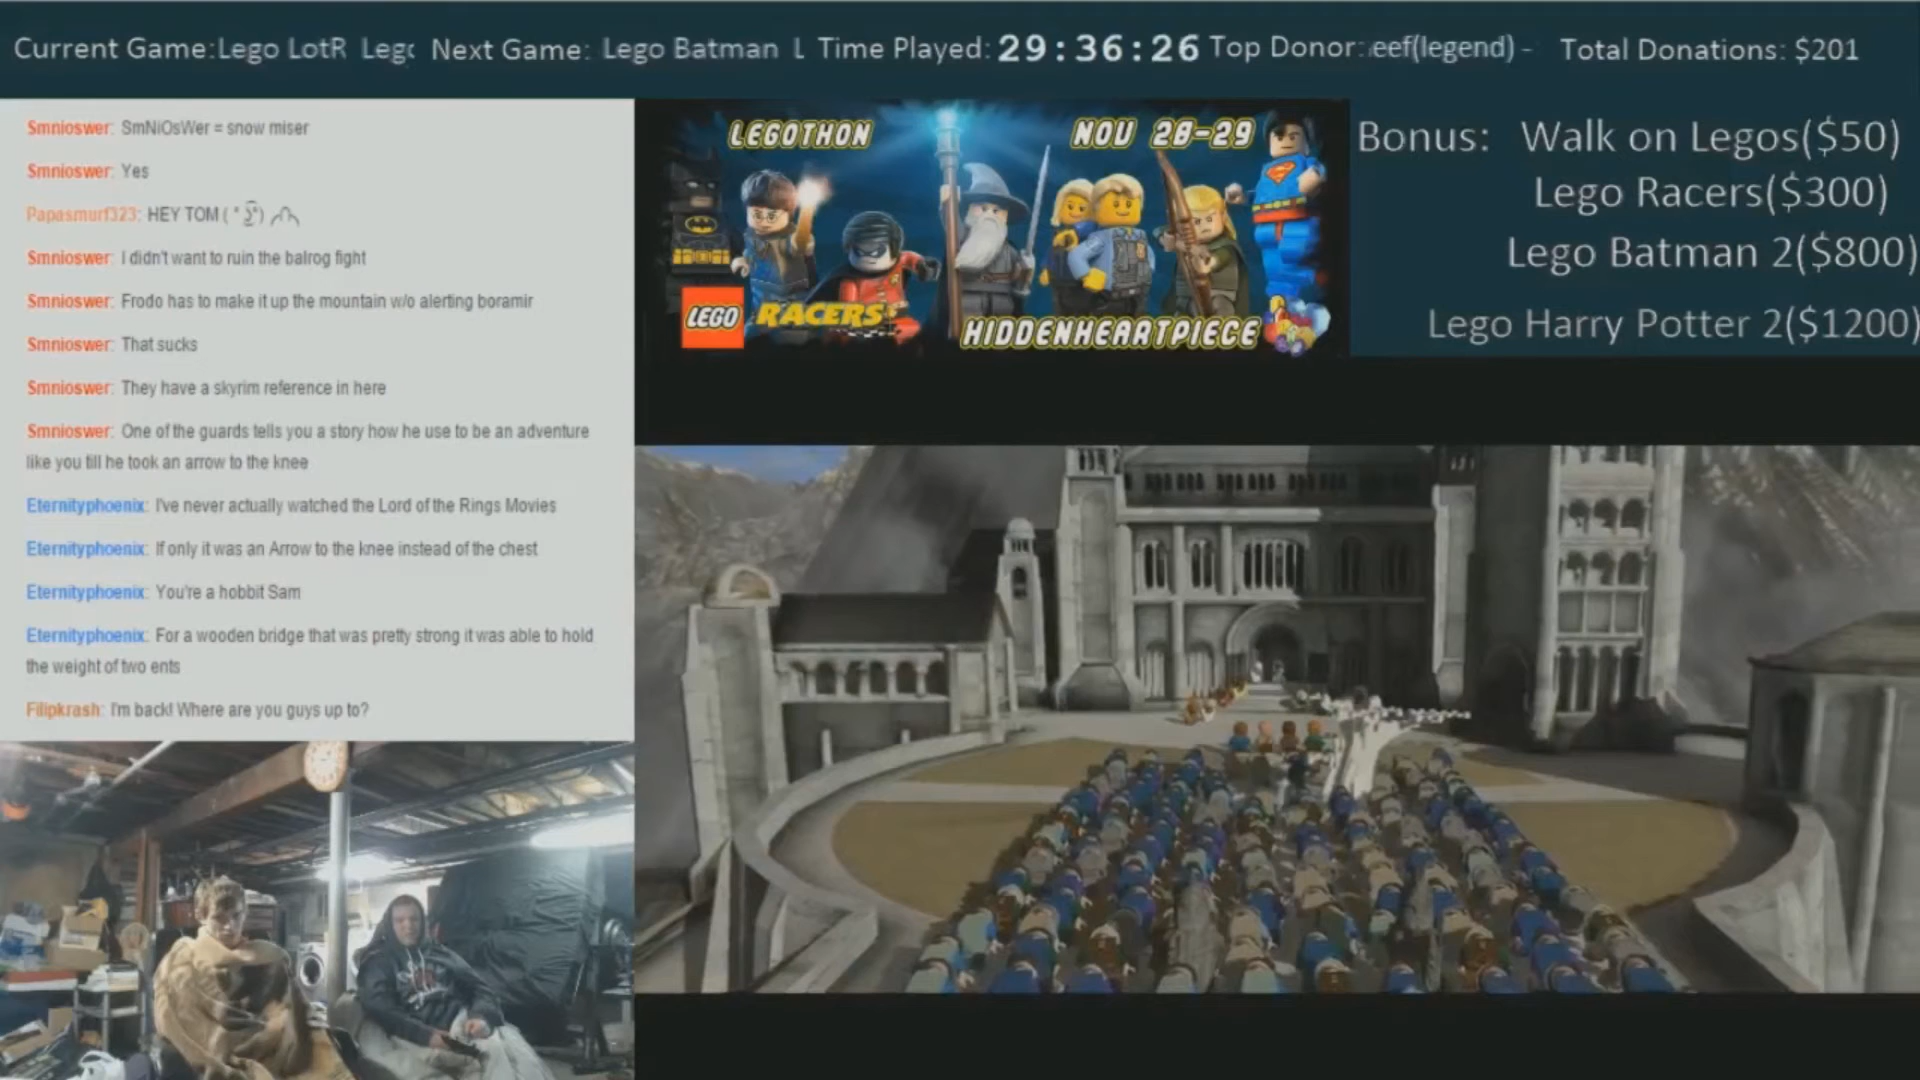 Current Game: Lego LotR Lego Next Game: Lego Batman L Time Played: 29:36:26 Top Donor: eef(legend) - Total Donations: $201
Smnioswer: SmNiOsWer = snow miser
Smnioswer: Yes
Papasmurf323: HEY TOM
Smnioswer: I didn't want to ruin the balrog fight
Smnioswer: Frodo has to make it up the mountain w/o alerting boramir
Smnioswer: That sucks
Smnioswer: They have a skyrim reference in here
Smnioswer: One of the guards tells you a story how he use to be an adventure
like you till he took an arrow to the knee
Eternityphoenix: I've never actually watched the Lord of the Rings Movies
Eternityphoenix: If only it was an Arrow to the knee instead of the chest
Eternityphoenix: You're a hobbit Sam
Eternityphoenix: For a wooden bridge that was pretty strong it was able to hold
the weight of two ents
Filipkrash: I'm back! Where are you guys up to?
LEGOTHON NOV 28-29
LEGO RACERS
HIDDENHEARTPIECE
Bonus: Walk on Legos($50)
Lego Racers($300)
Lego Batman 2($800)
Lego Harry Potter 2($1200)